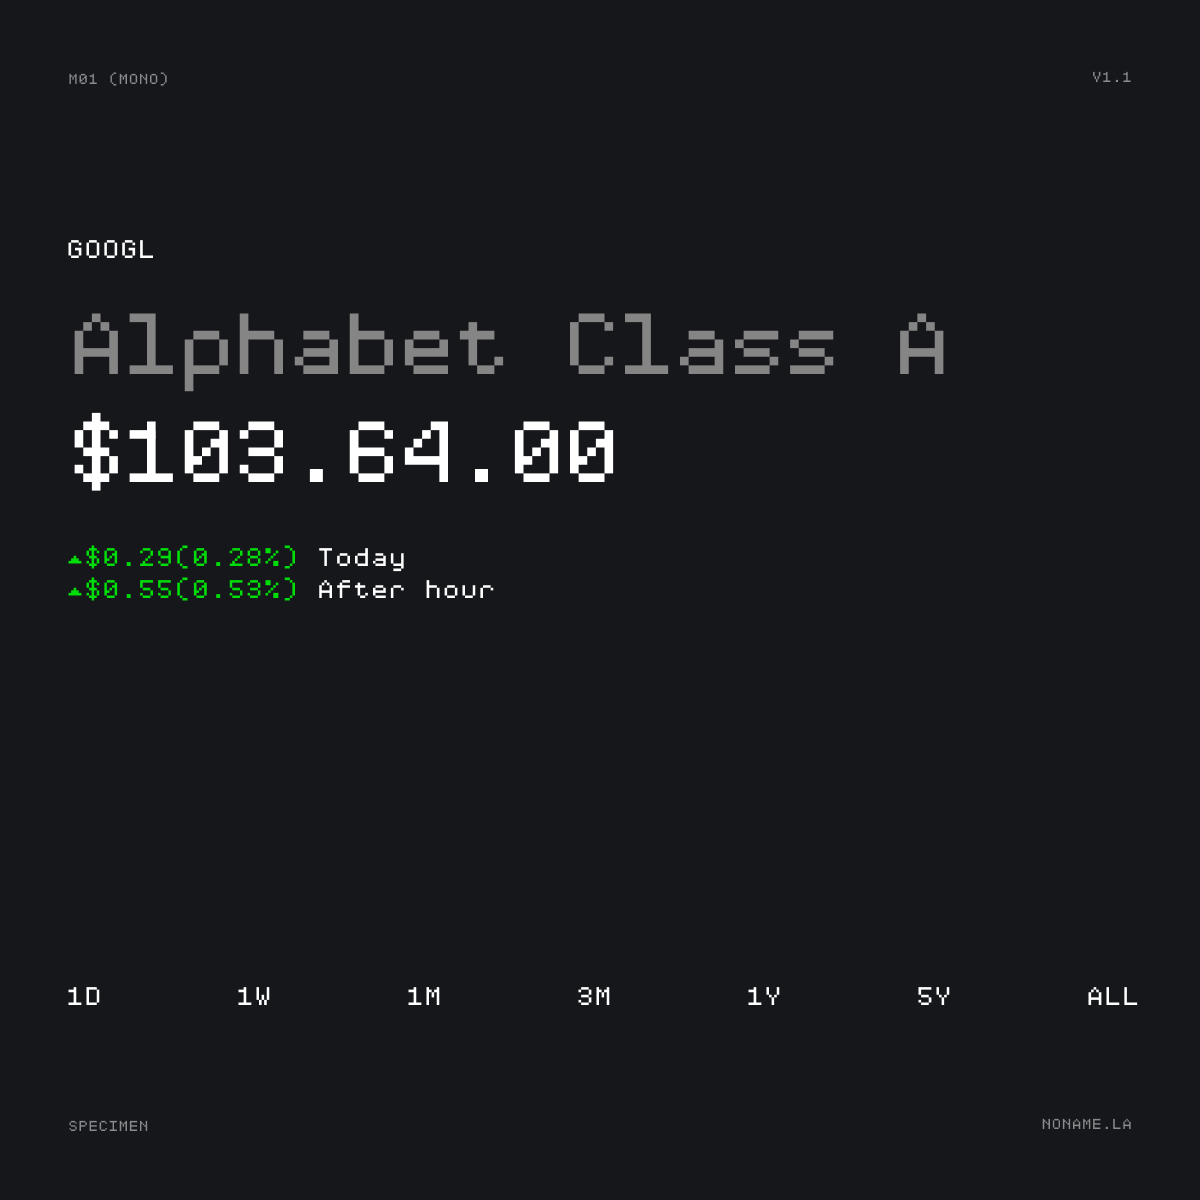 M01 (MONO) V1.1
GOOGL
Alphabet Class A
$103.64.00
▲$0.29(0.28%) Today
▲$0.55(0.53%) After hour
1D 1W 1M 3M 1Y 5Y ALL
SPECIMEN NONAME.LA